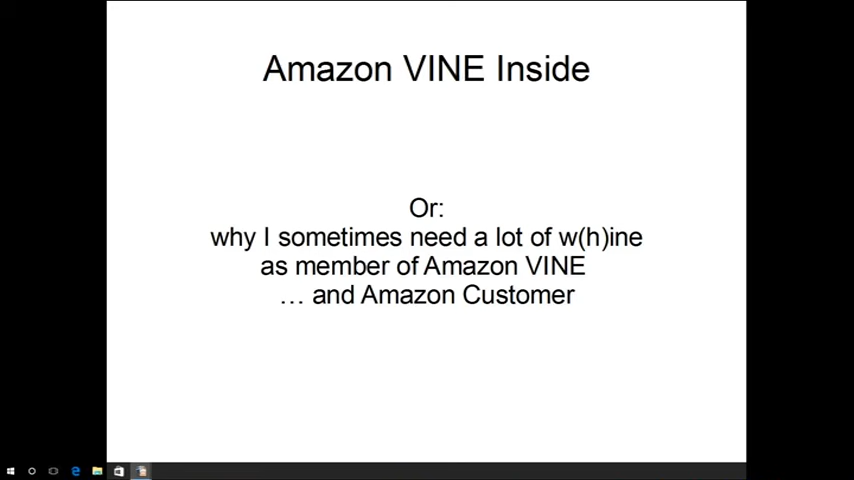 Amazon VINE Inside
Or:
why I sometimes need a lot of w(h)ine
as member of Amazon VINE
… and Amazon Customer